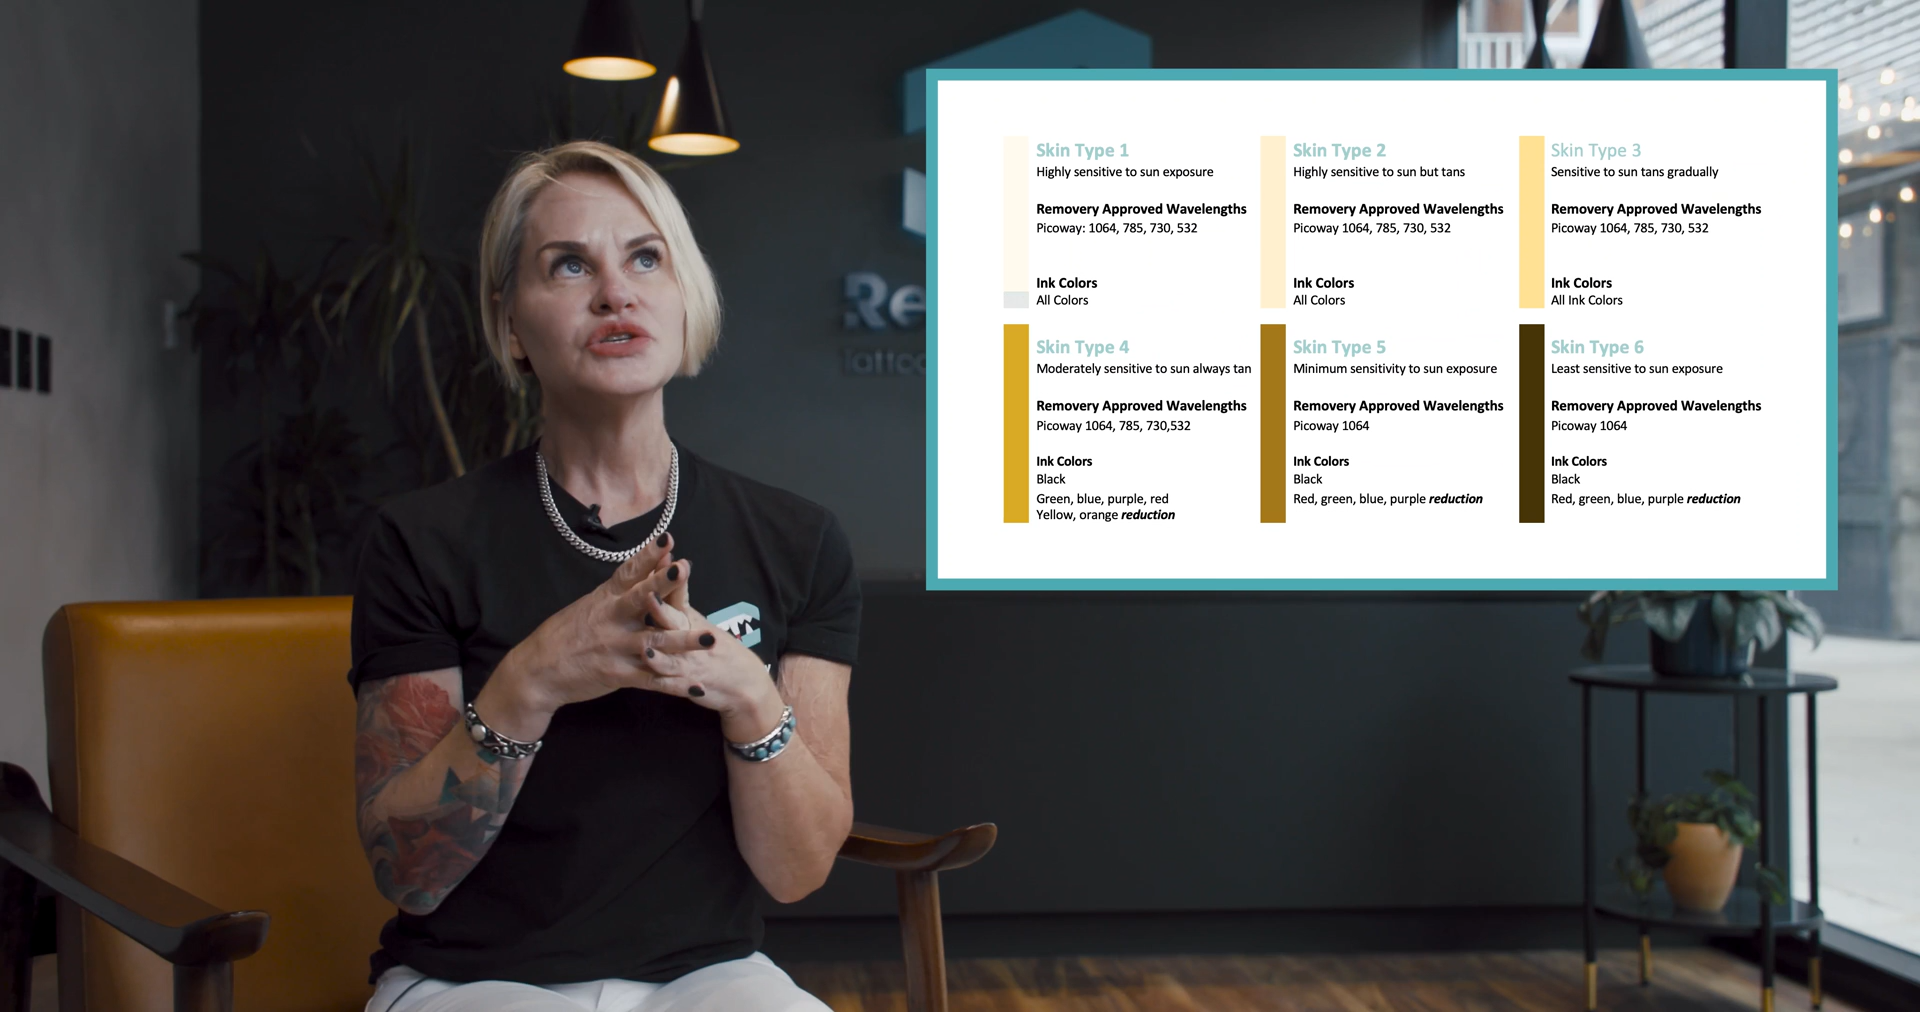 Re
Tattoo
Skin Type 1
Highly sensitive to sun exposure
Removery Approved Wavelengths
Picoway: 1064, 785, 730, 532
Ink Colors
All Colors
Skin Type 2
Highly sensitive to sun but tans
Removery Approved Wavelengths
Picoway 1064, 785, 730, 532
Ink Colors
All Colors
Skin Type 3
Sensitive to sun tans gradually
Removery Approved Wavelengths
Picoway 1064, 785, 730, 532
Ink Colors
All Ink Colors
Skin Type 4
Moderately sensitive to sun always tan
Removery Approved Wavelengths
Picoway 1064, 785, 730,532
Ink Colors
Black
Green, blue, purple, red
Yellow, orange reduction
Skin Type 5
Minimum sensitivity to sun exposure
Removery Approved Wavelengths
Picoway 1064
Ink Colors
Black
Red, green, blue, purple reduction
Skin Type 6
Least sensitive to sun exposure
Removery Approved Wavelengths
Picoway 1064
Ink Colors
Black
Red, green, blue, purple reduction